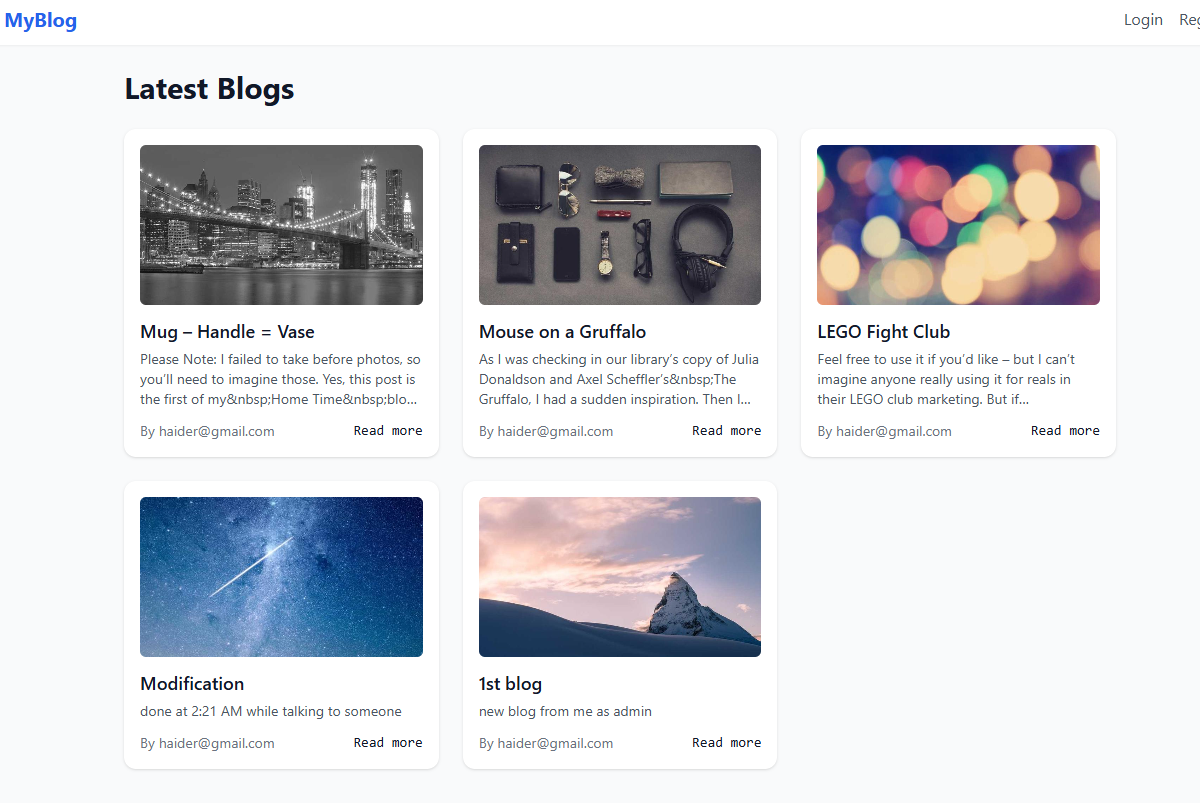 MyBlog
Login Reg
Latest Blogs
Mug – Handle = Vase
Please Note: I failed to take before photos, so
you’ll need to imagine those. Yes, this post is
the first of my&nbsp;Home Time&nbsp;blo...
By haider@gmail.com Read more
Mouse on a Gruffalo
As I was checking in our library’s copy of Julia
Donaldson and Axel Scheffler’s&nbsp;The
Gruffalo, I had a sudden inspiration. Then I...
By haider@gmail.com Read more
LEGO Fight Club
Feel free to use it if you’d like – but I can’t
imagine anyone really using it for reals in
their LEGO club marketing. But if...
By haider@gmail.com Read more
Modification
done at 2:21 AM while talking to someone
By haider@gmail.com Read more
1st blog
new blog from me as admin
By haider@gmail.com Read more